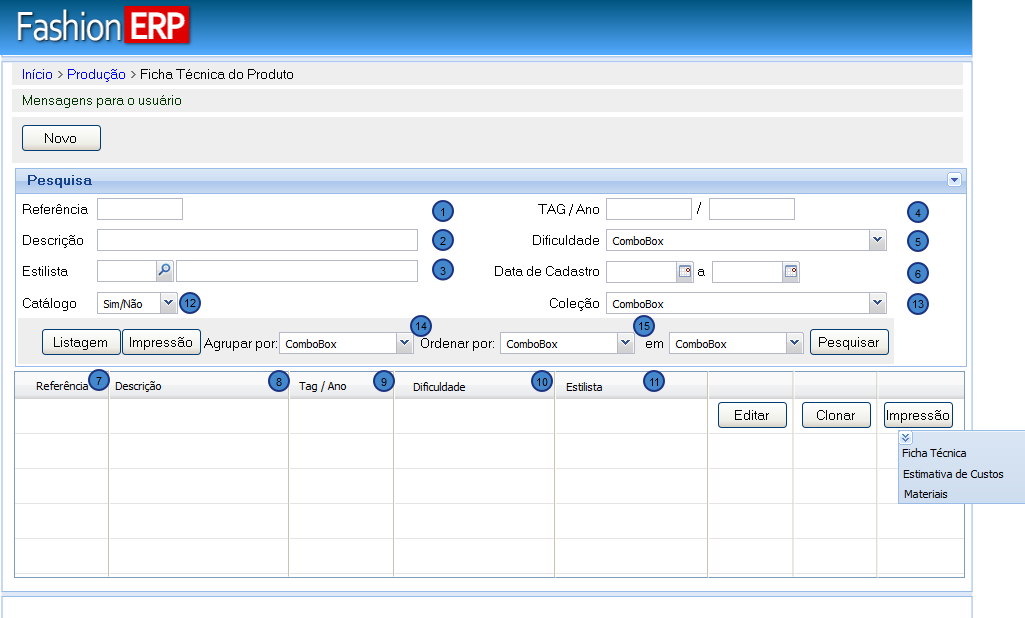 Fashion ERP
Início > Produção > Ficha Técnica do Produto
Mensagens para o usuário
Novo
Pesquisa
Referência 1 TAG / Ano / 4
Descrição 2 Dificuldade ComboBox 5
Estilista 3 Data de Cadastro a 6
Catálogo Sim/Não 12 Coleção ComboBox 13
Listagem Impressão Agrupar por: ComboBox 14 Ordenar por: ComboBox 15 em ComboBox Pesquisar
Referência 7 Descrição 8 Tag / Ano 9 Dificuldade 10 Estilista 11
Editar Clonar Impressão
Ficha Técnica
Estimativa de Custos
Materiais